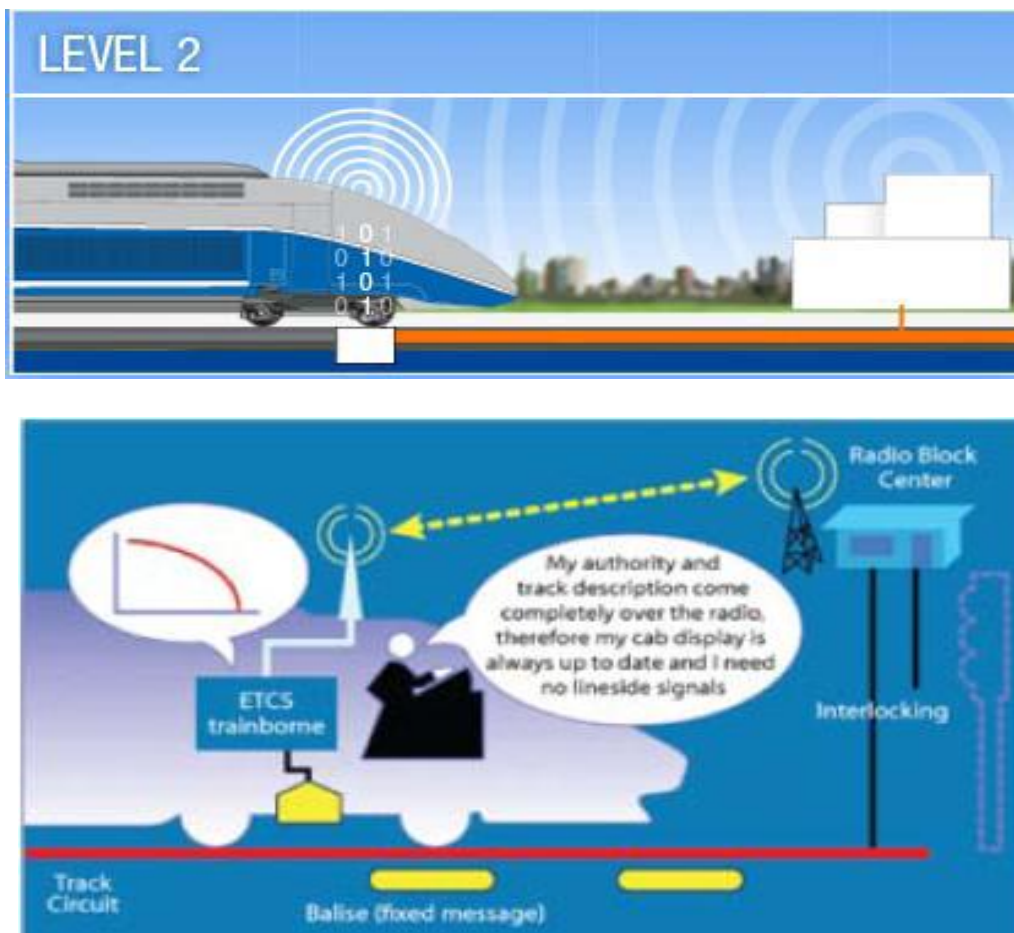 LEVEL 2
1 0 1
0 1 0
1 0 1
0 1 0
Radio Block
Center
My authority and
track description come
completely over the radio,
therefore my cab display is
always up to date and I need
no lineside signals
ETCS
trainborne
Interlocking
Track
Circuit
Balise (fixed message)